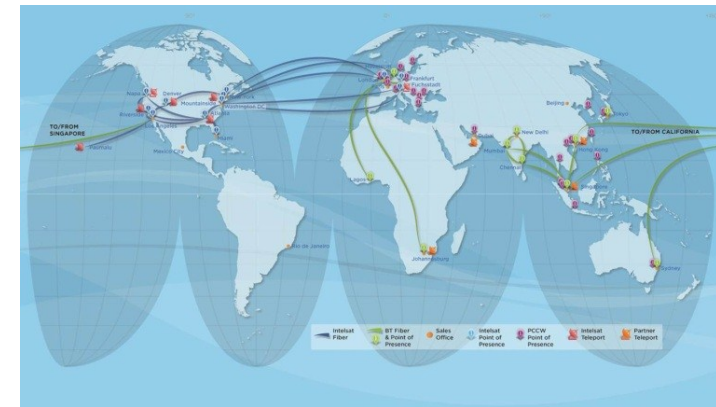 Denver
Mountainside
Washington DC
Atlanta
Los Angeles
TO/FROM
SINGAPORE
Mexico City
Rio de Janeiro
Frankfurt
Fuchsstadt
Lagos
Johannesburg
Dubai
Mumbai
New Delhi
Chennai
Beijing
Tokyo
TO/FROM CALIFORNIA
Hong Kong
Singapore
Sydney
Intelsat
Fiber
BT Fiber
& Point of
Presence
Sales
Office
Intelsat
Point of
Presence
PCCW
Point of
Presence
Intelsat
Teleport
Partner
Teleport